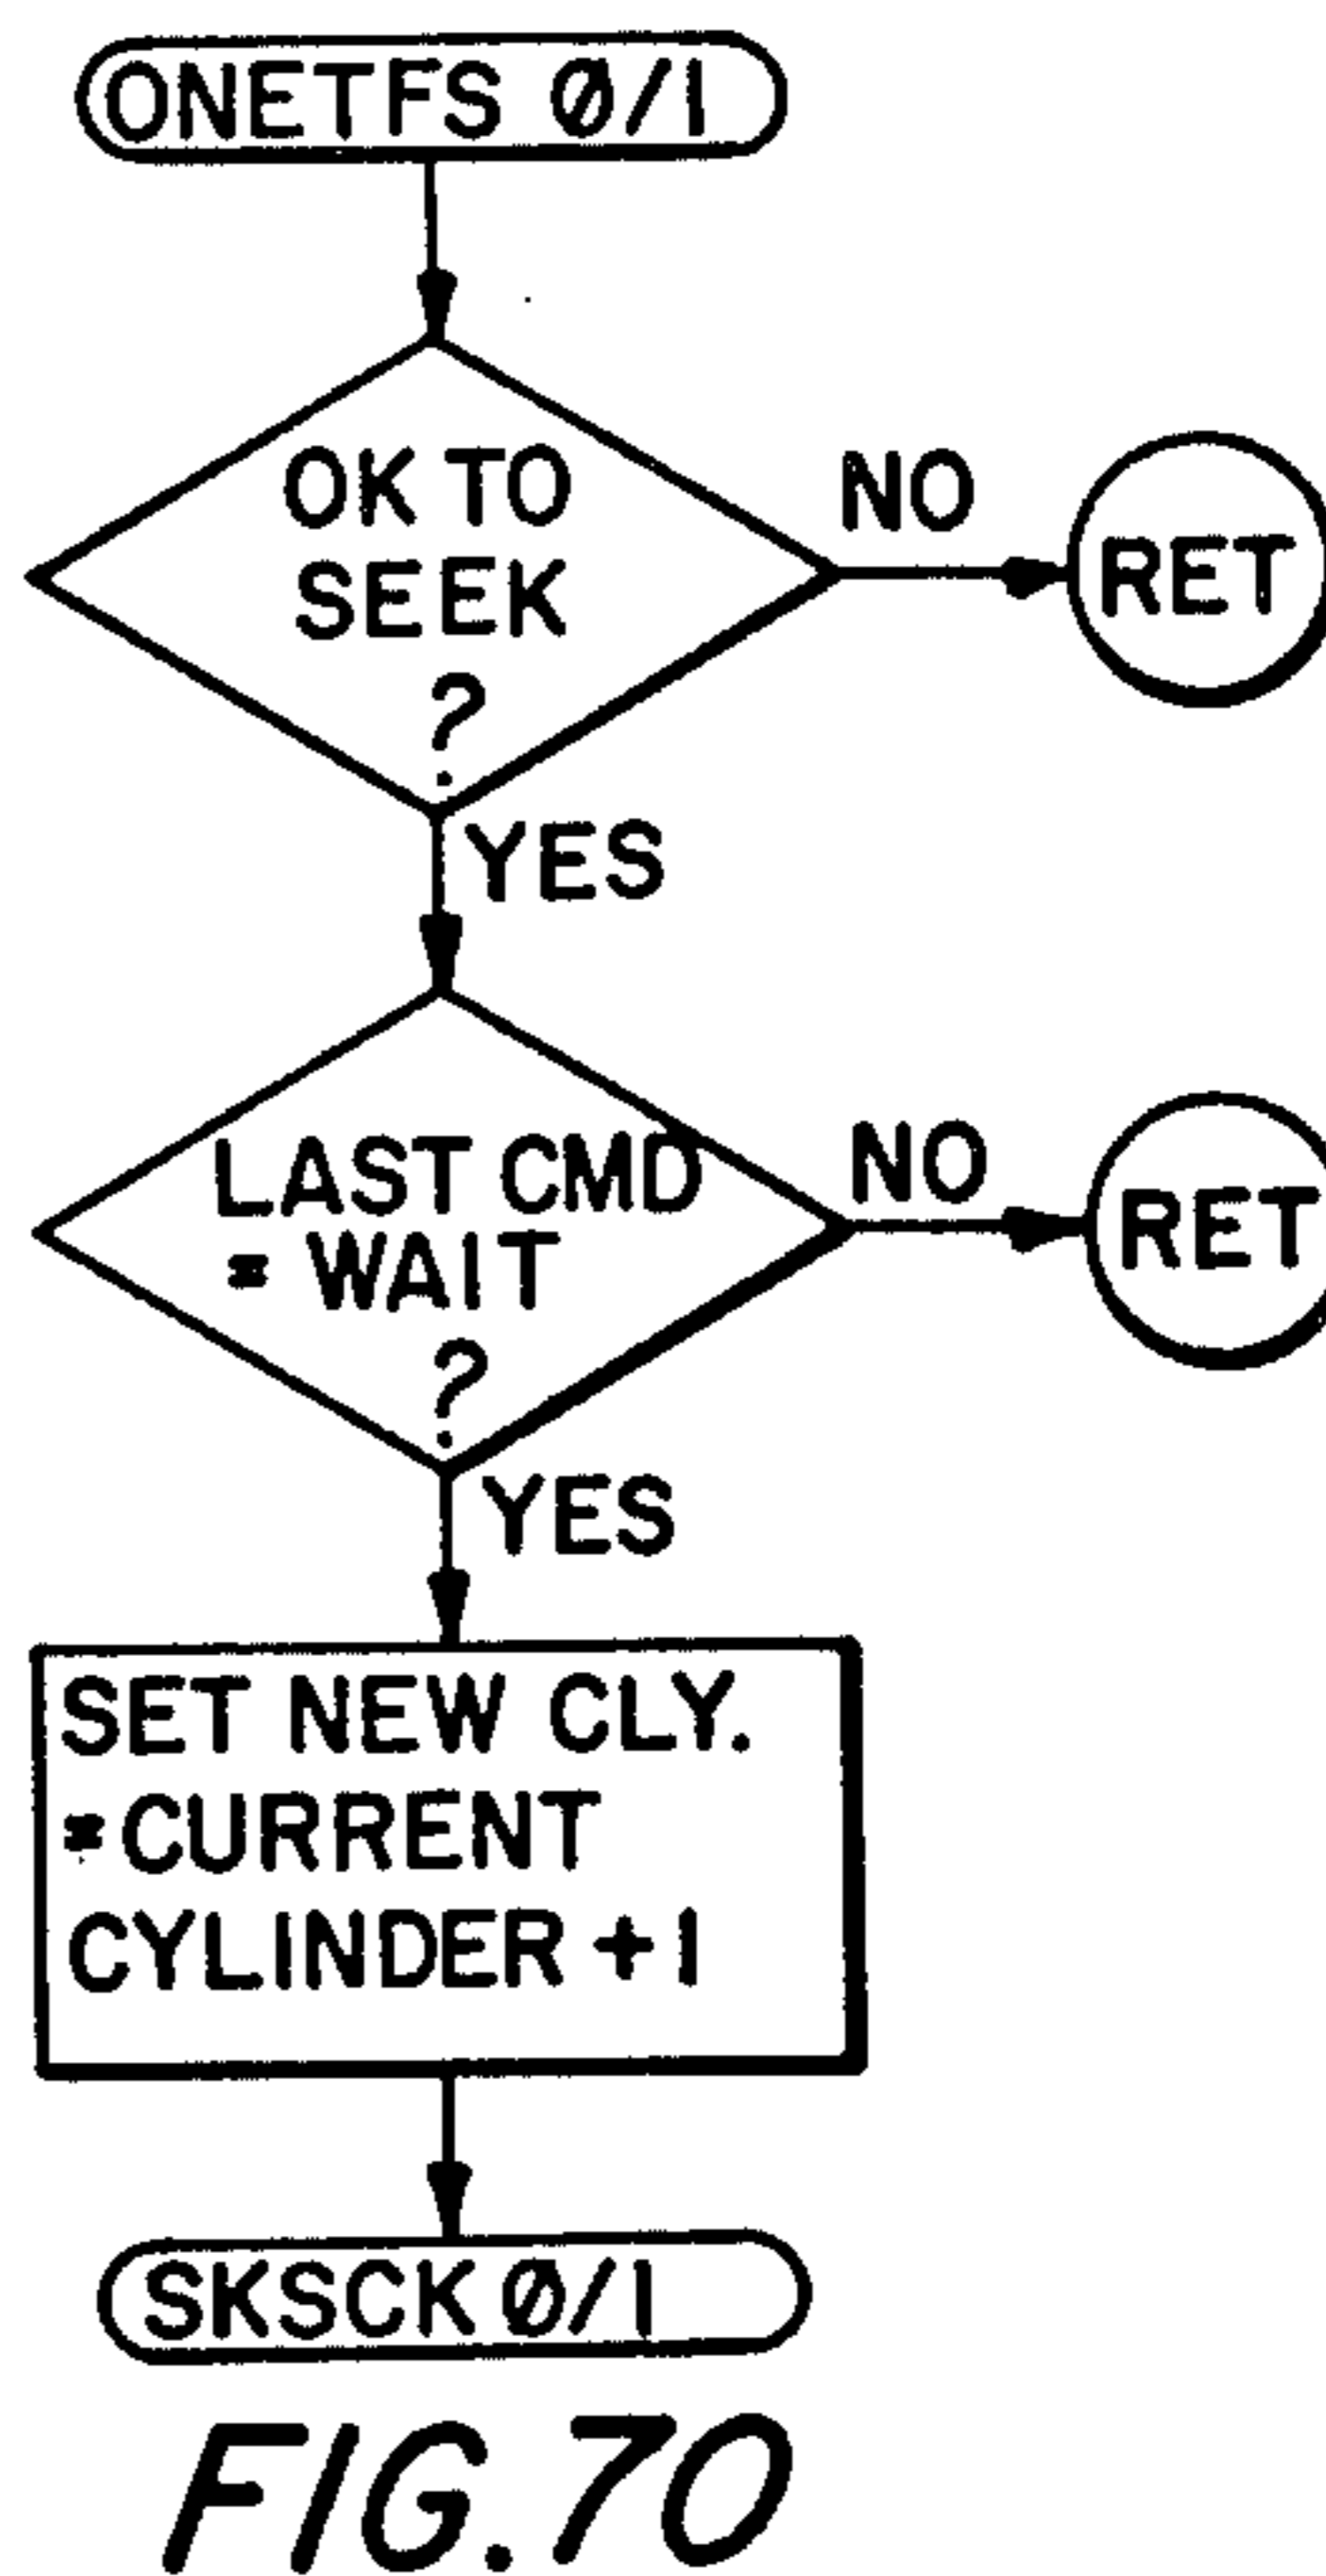 ONETFS Ø/1
OK TO
SEEK
?
NO
RET
YES
LAST CMD
= WAIT
?
NO
RET
YES
SET NEW CLY.
=CURRENT
CYLINDER +1
SKSCK Ø/1
FIG. 70